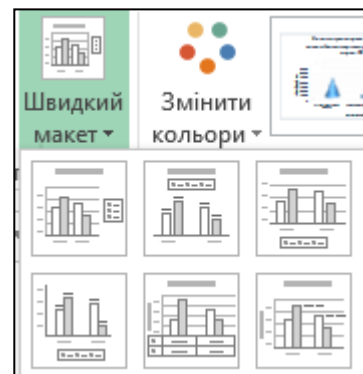 Швидкий
макет
Змінити
кольори